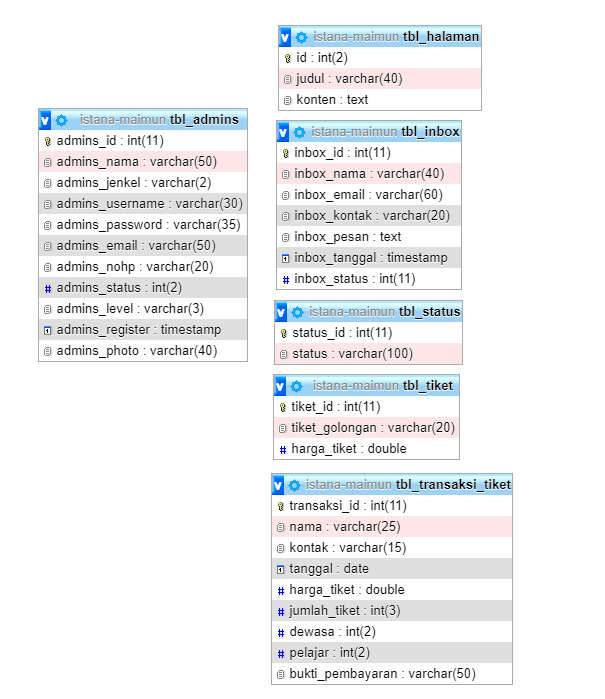 istana-maimun tbl_halaman
id : int(2)
judul : varchar(40)
konten : text
istana-maimun tbl_admins
admins_id : int(11)
admins_nama : varchar(50)
admins_jenkel : varchar(2)
admins_username : varchar(30)
admins_password : varchar(35)
admins_email : varchar(50)
admins_nohp : varchar(20)
admins_status : int(2)
admins_level : varchar(3)
admins_register : timestamp
admins_photo : varchar(40)
istana-maimun tbl_inbox
inbox_id : int(11)
inbox_nama : varchar(40)
inbox_email : varchar(60)
inbox_kontak : varchar(20)
inbox_pesan : text
inbox_tanggal : timestamp
inbox_status : int(11)
istana-maimun tbl_status
status_id : int(11)
status : varchar(100)
istana-maimun tbl_tiket
tiket_id : int(11)
tiket_golongan : varchar(20)
harga_tiket : double
istana-maimun tbl_transaksi_tiket
transaksi_id : int(11)
nama : varchar(25)
kontak : varchar(15)
tanggal : date
harga_tiket : double
jumlah_tiket : int(3)
dewasa : int(2)
pelajar : int(2)
bukti_pembayaran : varchar(50)